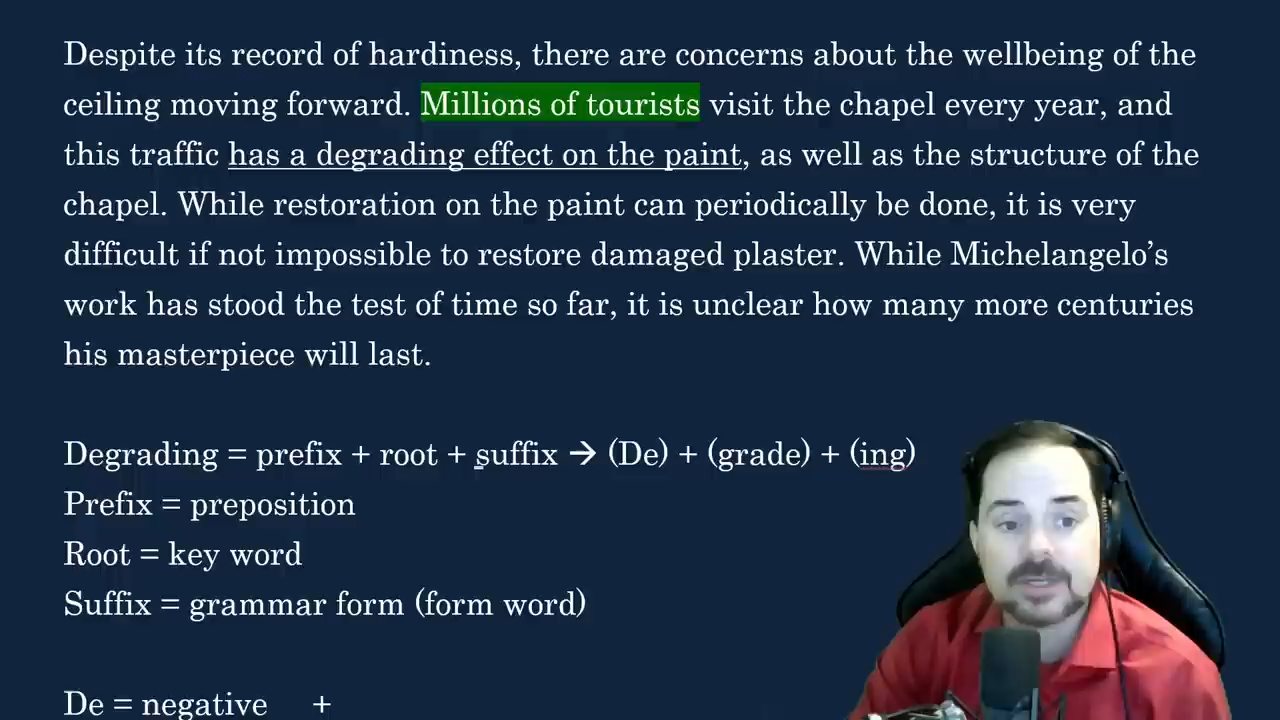 Despite its record of hardiness, there are concerns about the wellbeing of the
ceiling moving forward. Millions of tourists visit the chapel every year, and
this traffic has a degrading effect on the paint, as well as the structure of the
chapel. While restoration on the paint can periodically be done, it is very
difficult if not impossible to restore damaged plaster. While Michelangelo’s
work has stood the test of time so far, it is unclear how many more centuries
his masterpiece will last.
Degrading = prefix + root + suffix → (De) + (grade) + (ing)
Prefix = preposition
Root = key word
Suffix = grammar form (form word)
De = negative +